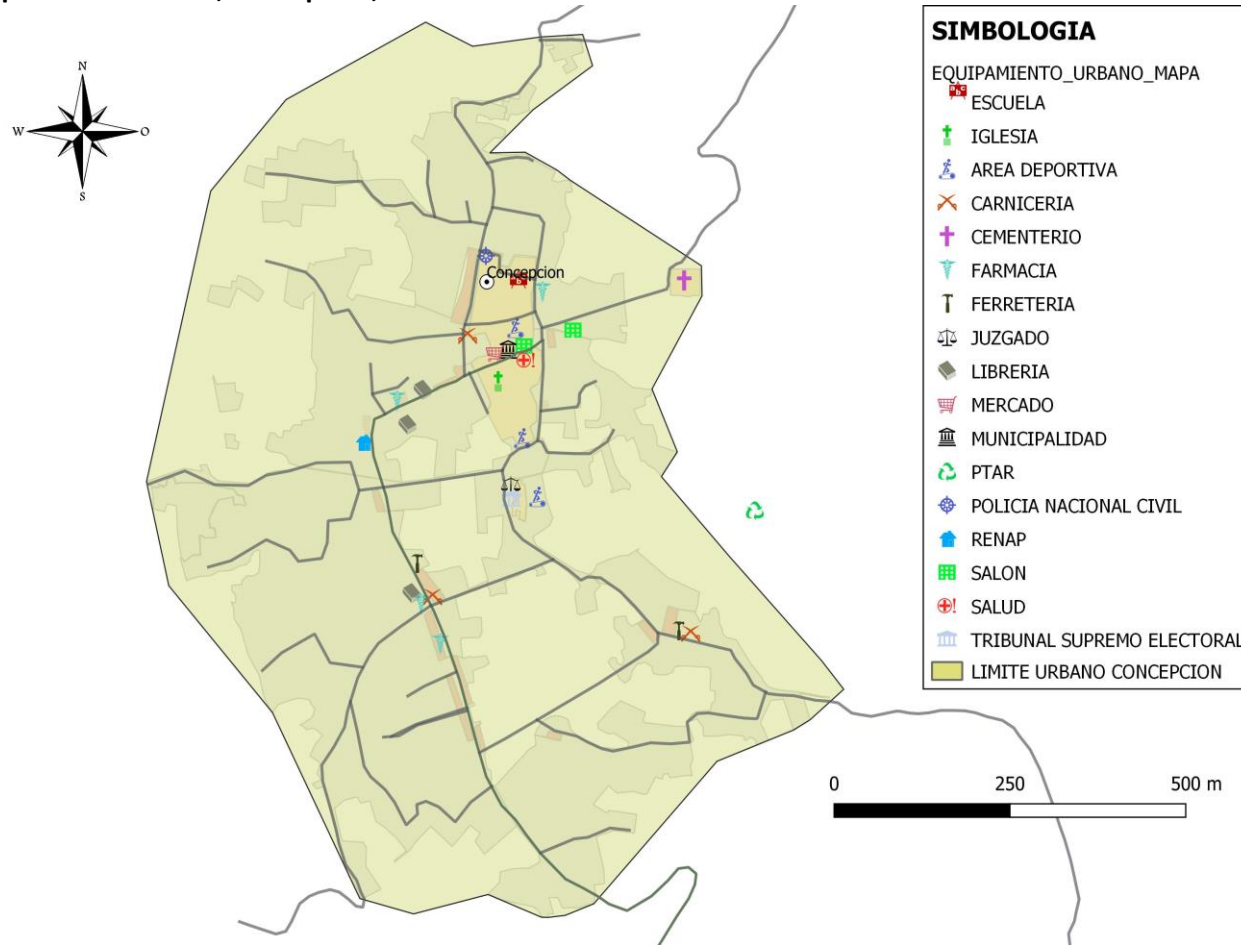 N
W
O
S
Concepcion
SIMBOLOGIA
EQUIPAMIENTO_URBANO_MAPA
ESCUELA
IGLESIA
AREA DEPORTIVA
CARNICERIA
CEMENTERIO
FARMACIA
FERRETERIA
JUZGADO
LIBRERIA
MERCADO
MUNICIPALIDAD
PTAR
POLICIA NACIONAL CIVIL
RENAP
SALON
SALUD
TRIBUNAL SUPREMO ELECTORAL
LIMITE URBANO CONCEPCION
0 250 500 m